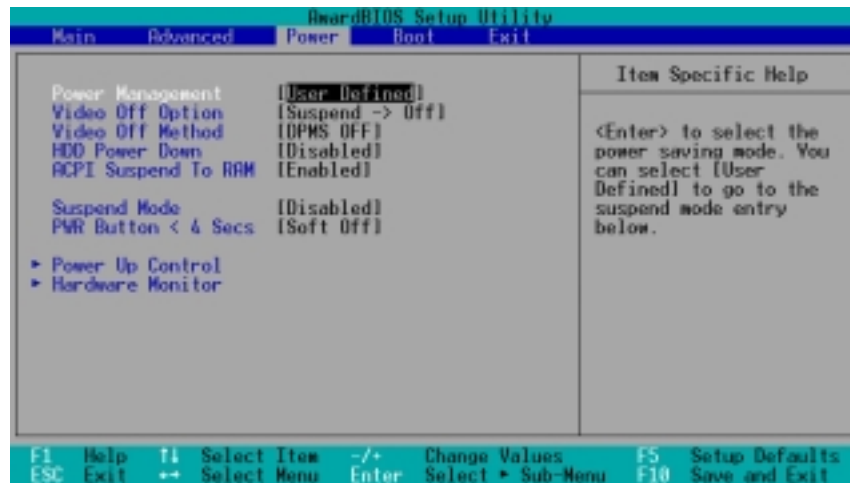 AwardBIOS Setup Utility
Main Advanced Power Boot Exit
Power Management [User Defined]
Video Off Option [Suspend -> Off]
Video Off Method [DPMS OFF]
HDD Power Down [Disabled]
ACPI Suspend To RAM [Enabled]
Suspend Mode [Disabled]
PWR Button < 4 Secs [Soft Off]
► Power Up Control
► Hardware Monitor
Item Specific Help
<Enter> to select the
power saving mode. You
can select [User
Defined] to go to the
suspend mode entry
below.
F1 Help ↑↓ Select Item -/+ Change Values F5 Setup Defaults
ESC Exit ↔ Select Menu Enter Select ► Sub-Menu F10 Save and Exit